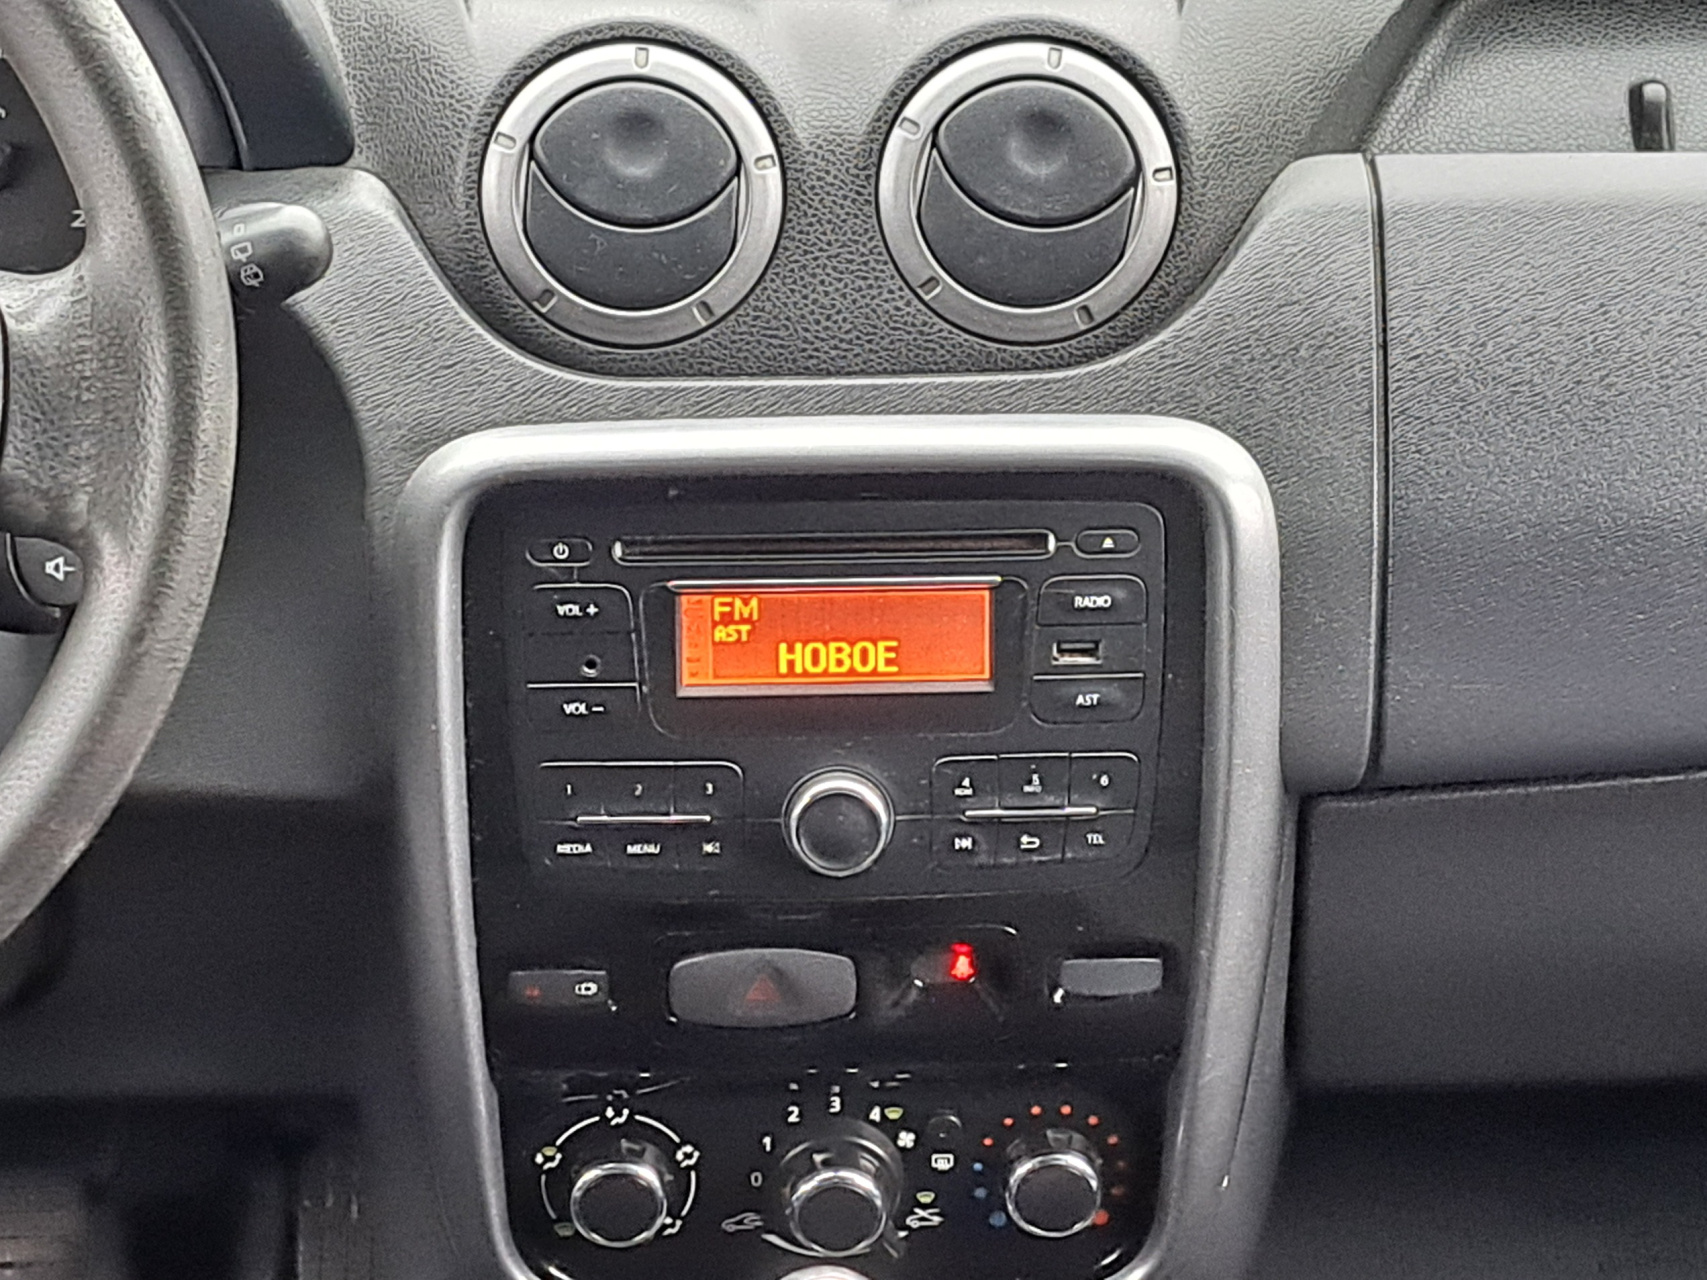 VOL +
VOL −
FM
AST
НОВОЕ
RADIO
AST
1 2 3
MEDIA MENU
4 5 6
INFO
TEL
0 1 2 3 4